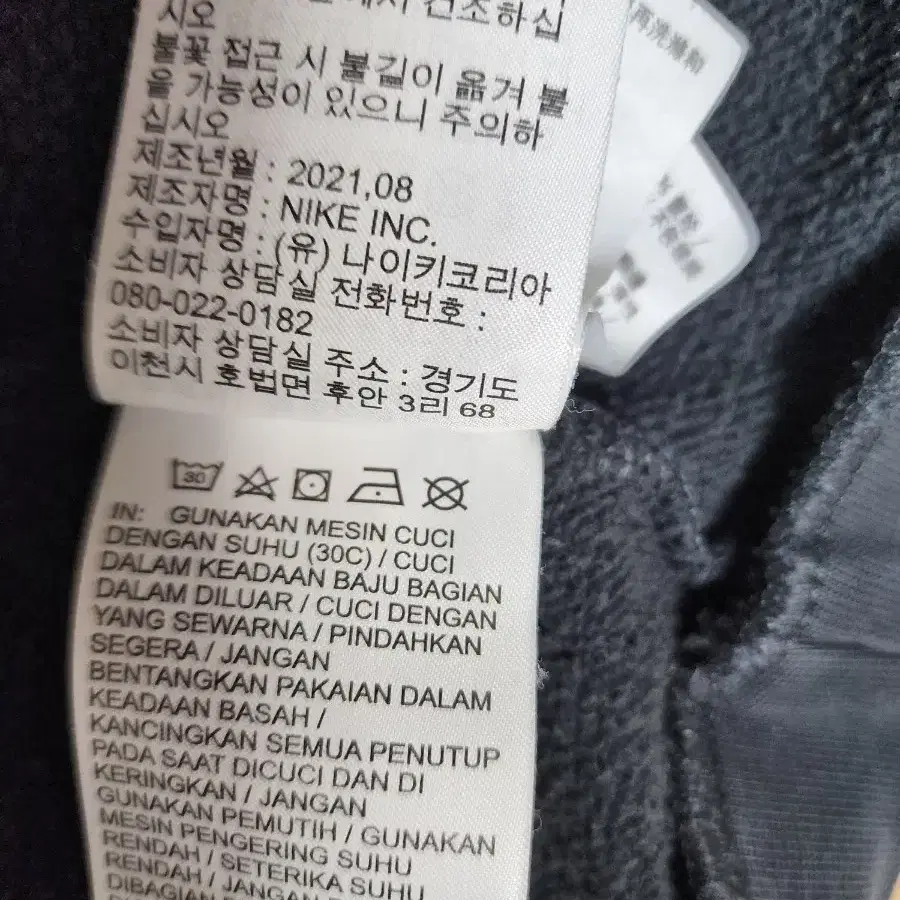 건조하십
시오
불꽃 접근 시 불길이 옮겨 붙
을 가능성이 있으니 주의하
십시오
제조년월 : 2021,08
제조자명 : NIKE INC.
수입자명 : (유) 나이키코리아
소비자 상담실 전화번호 :
080-022-0182
소비자 상담실 주소 : 경기도
이천시 호법면 후안 3리 68
30
IN: GUNAKAN MESIN CUCI
DENGAN SUHU (30C) / CUCI
DALAM KEADAAN BAJU BAGIAN
DALAM DILUAR / CUCI DENGAN
YANG SEWARNA / PINDAHKAN
SEGERA / JANGAN
BENTANGKAN PAKAIAN DALAM
KEADAAN BASAH /
KANCINGKAN SEMUA PENUTUP
PADA SAAT DICUCI DAN DI
KERINGKAN / JANGAN
GUNAKAN PEMUTIH / GUNAKAN
MESIN PENGERING SUHU
RENDAH / SETERIKA SUHU
RENDAH / JANGAN
DIBAGIAN